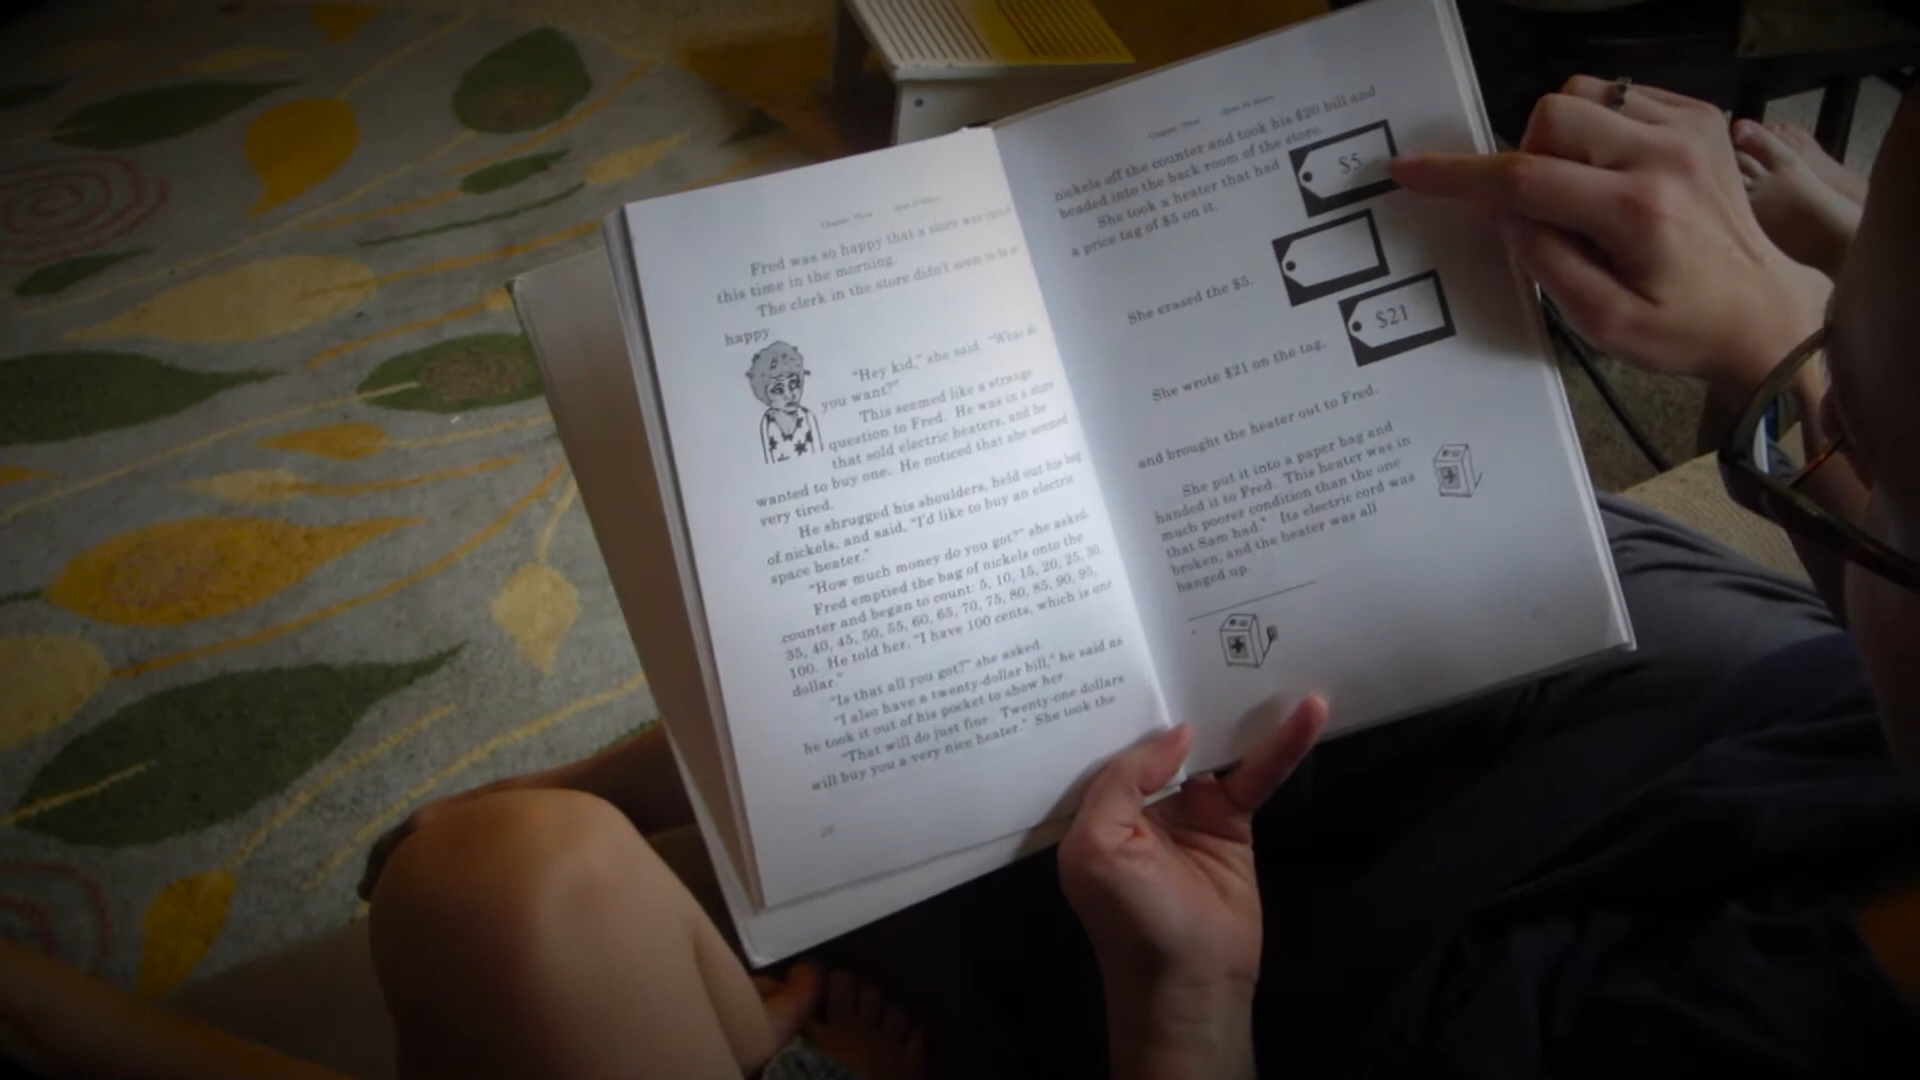 Chapter Three Open 24 Hours
Fred was so happy that a store was open
this time in the morning.
The clerk in the store didn't seem to be
happy.
"Hey kid," she said. "What do
you want?"
This seemed like a strange
question to Fred. He was in a store
that sold electric heaters, and he
wanted to buy one. He noticed that she seemed
very tired.
He shrugged his shoulders, held out his bag
of nickels, and said, "I'd like to buy an electric
space heater."
"How much money do you got?" she asked.
Fred emptied the bag of nickels onto the
counter and began to count: 5, 10, 15, 20, 25, 30,
35, 40, 45, 50, 55, 60, 65, 70, 75, 80, 85, 90, 95,
100. He told her, "I have 100 cents, which is one
dollar."
"Is that all you got?" she asked.
"I also have a twenty-dollar bill," he said as
he took it out of his pocket to show her.
"That will do just fine. Twenty-one dollars
will buy you a very nice heater." She took the
Chapter Three Open 24 Hours
nickels off the counter and took his $20 bill and
headed into the back room of the store.
She took a heater that had
a price tag of $5 on it.
$5
She erased the $5.
She wrote $21 on the tag,
$21
and brought the heater out to Fred.
She put it into a paper bag and
handed it to Fred. This heater was in
much poorer condition than the one
that Sam had.* Its electric cord was
broken, and the heater was all
banged up.
*